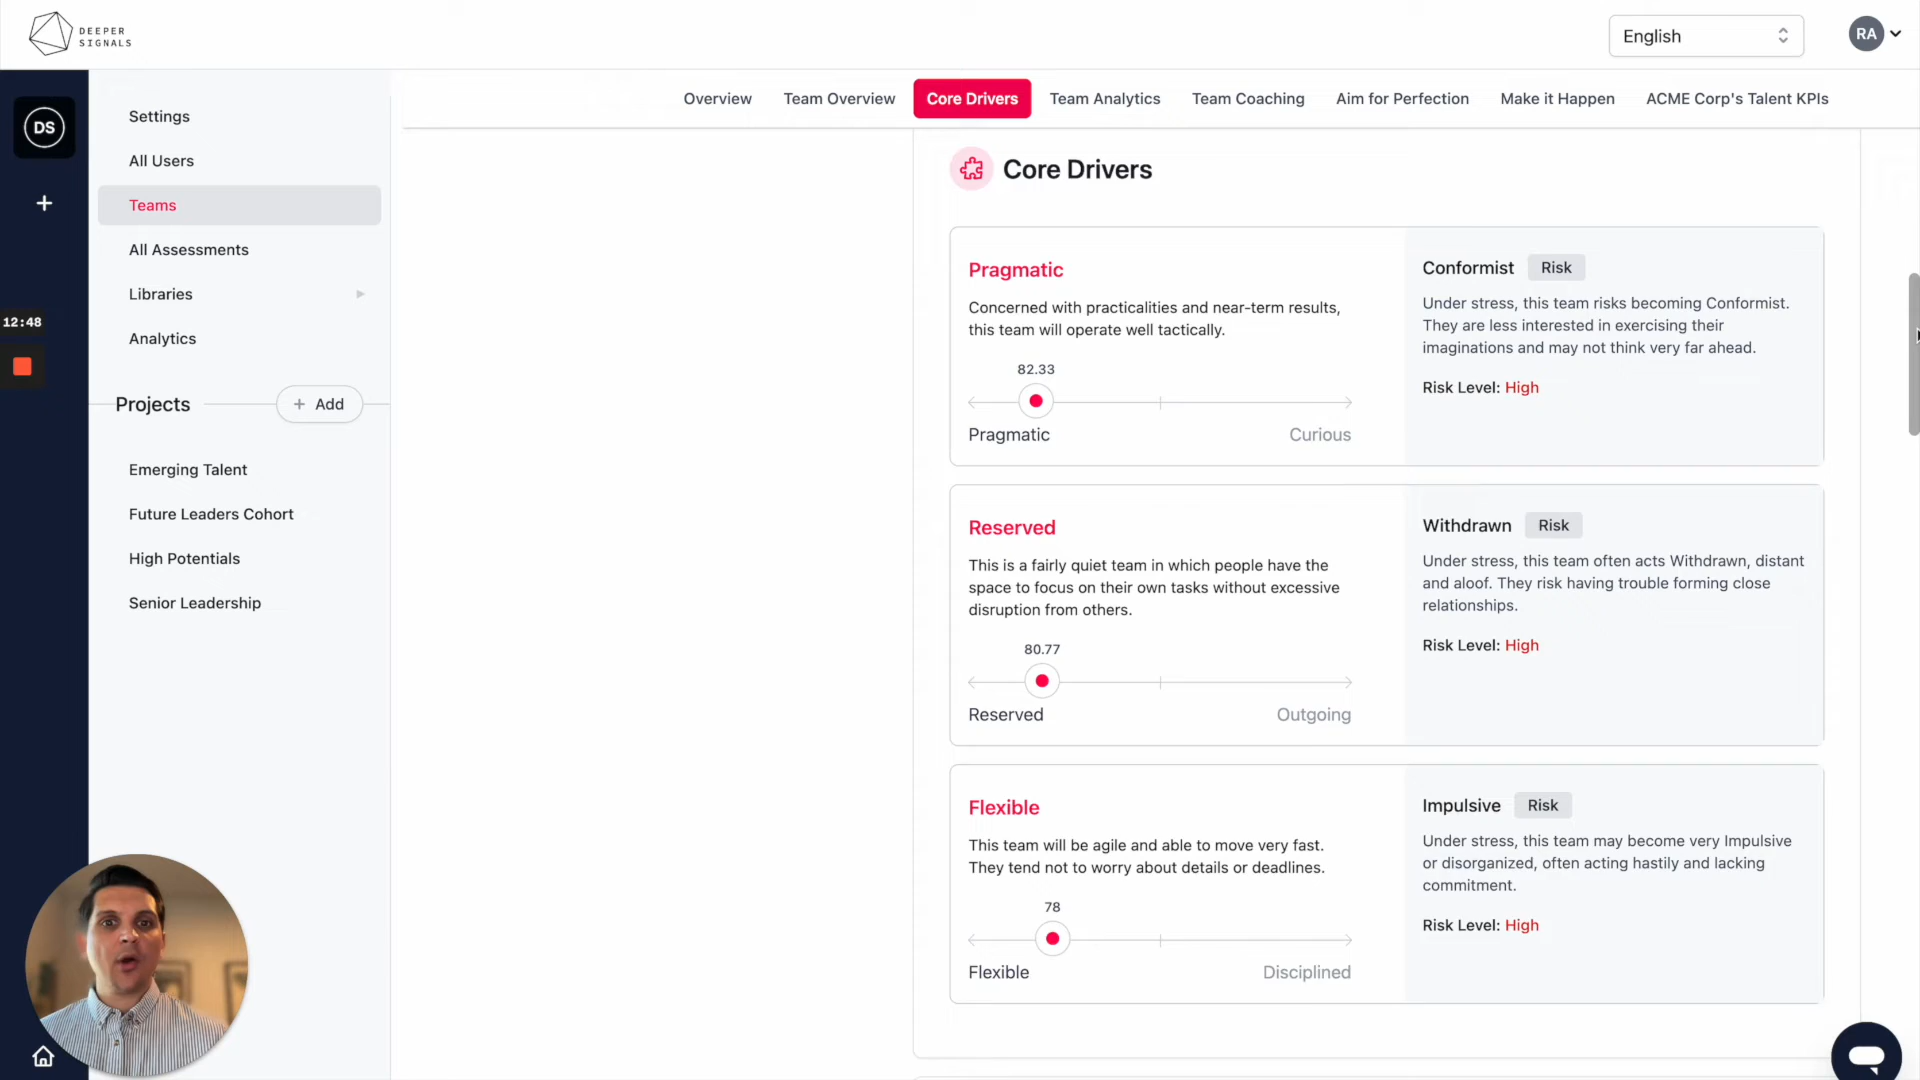 DEEPER
SIGNALS
English
RA
DS
12:48
Settings
All Users
Teams
All Assessments
Libraries
Analytics
Projects
+ Add
Emerging Talent
Future Leaders Cohort
High Potentials
Senior Leadership
Overview
Team Overview
Core Drivers
Team Analytics
Team Coaching
Aim for Perfection
Make it Happen
ACME Corp's Talent KPIs
Core Drivers
Pragmatic
Concerned with practicalities and near-term results,
this team will operate well tactically.
82.33
Pragmatic
Curious
Conformist
Risk
Under stress, this team risks becoming Conformist.
They are less interested in exercising their
imaginations and may not think very far ahead.
Risk Level: High
Reserved
This is a fairly quiet team in which people have the
space to focus on their own tasks without excessive
disruption from others.
80.77
Reserved
Outgoing
Withdrawn
Risk
Under stress, this team often acts Withdrawn, distant
and aloof. They risk having trouble forming close
relationships.
Risk Level: High
Flexible
This team will be agile and able to move very fast.
They tend not to worry about details or deadlines.
78
Flexible
Disciplined
Impulsive
Risk
Under stress, this team may become very Impulsive
or disorganized, often acting hastily and lacking
commitment.
Risk Level: High